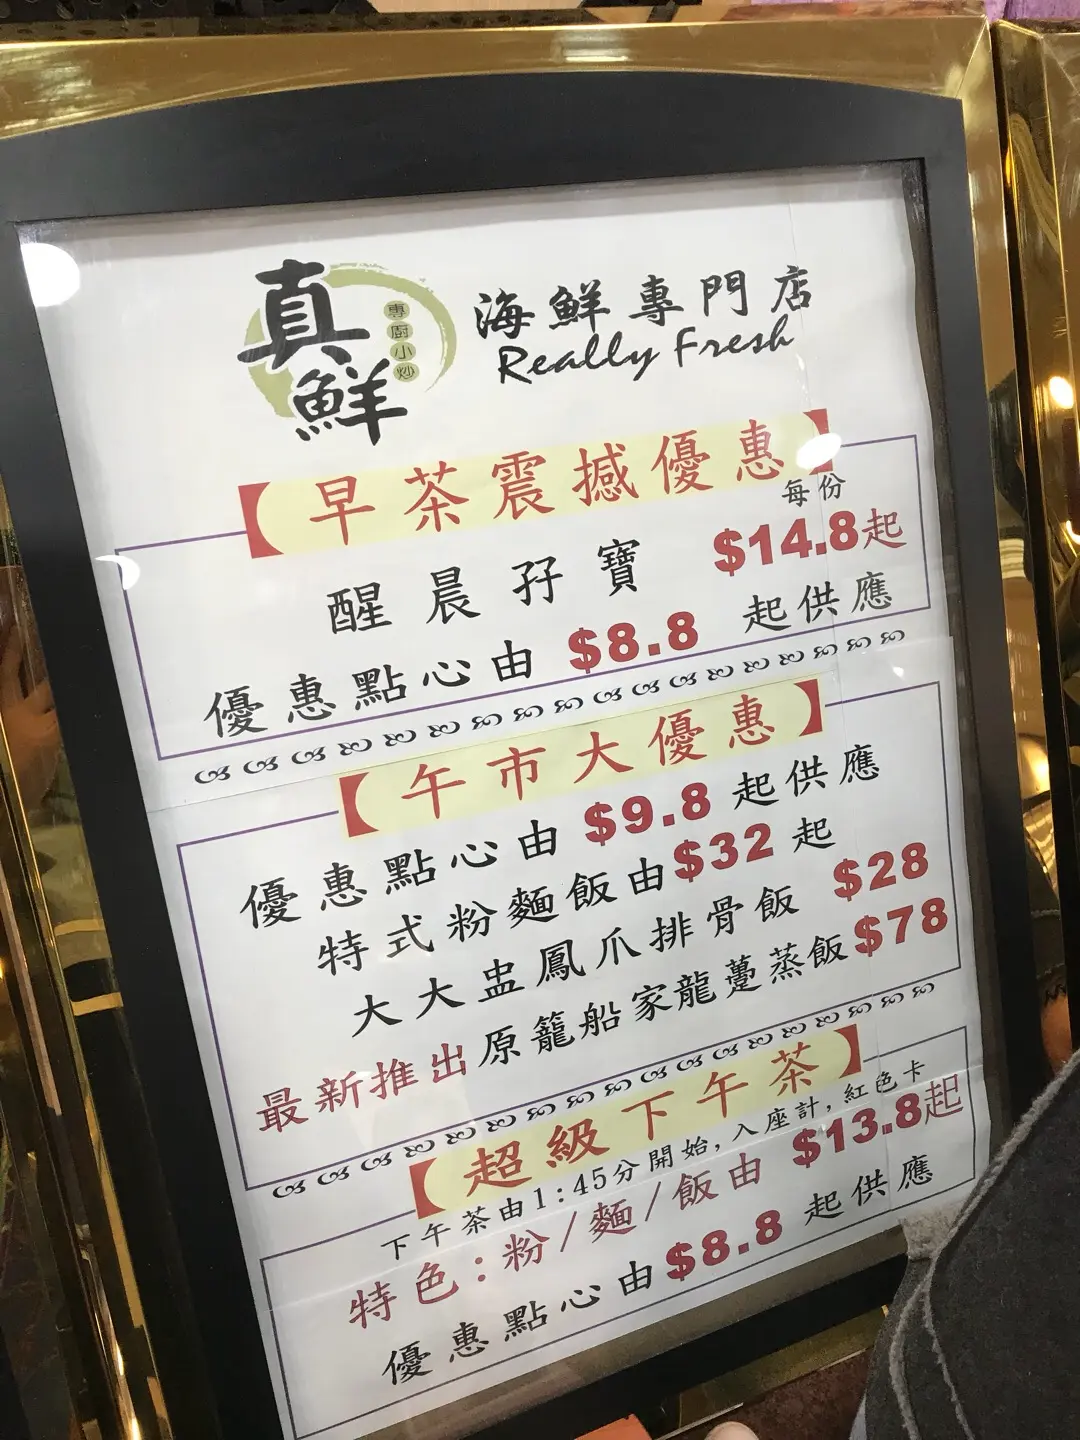 真鮮
專廚小炒
海鮮專門店
Really Fresh
【早茶震撼優惠】
每份
醒晨孖寶 $14.8起
優惠點心由 $8.8 起供應
【午市大優惠】
優惠點心由 $9.8 起供應
特式粉麵飯由$32 起
大大盅鳳爪排骨飯 $28
最新推出原籠船家龍躉蒸飯$78
【超級下午茶】
下午茶由1:45分開始,入座計,紅色卡
特色:粉/麵/飯由 $13.8起
優惠點心由$8.8 起供應